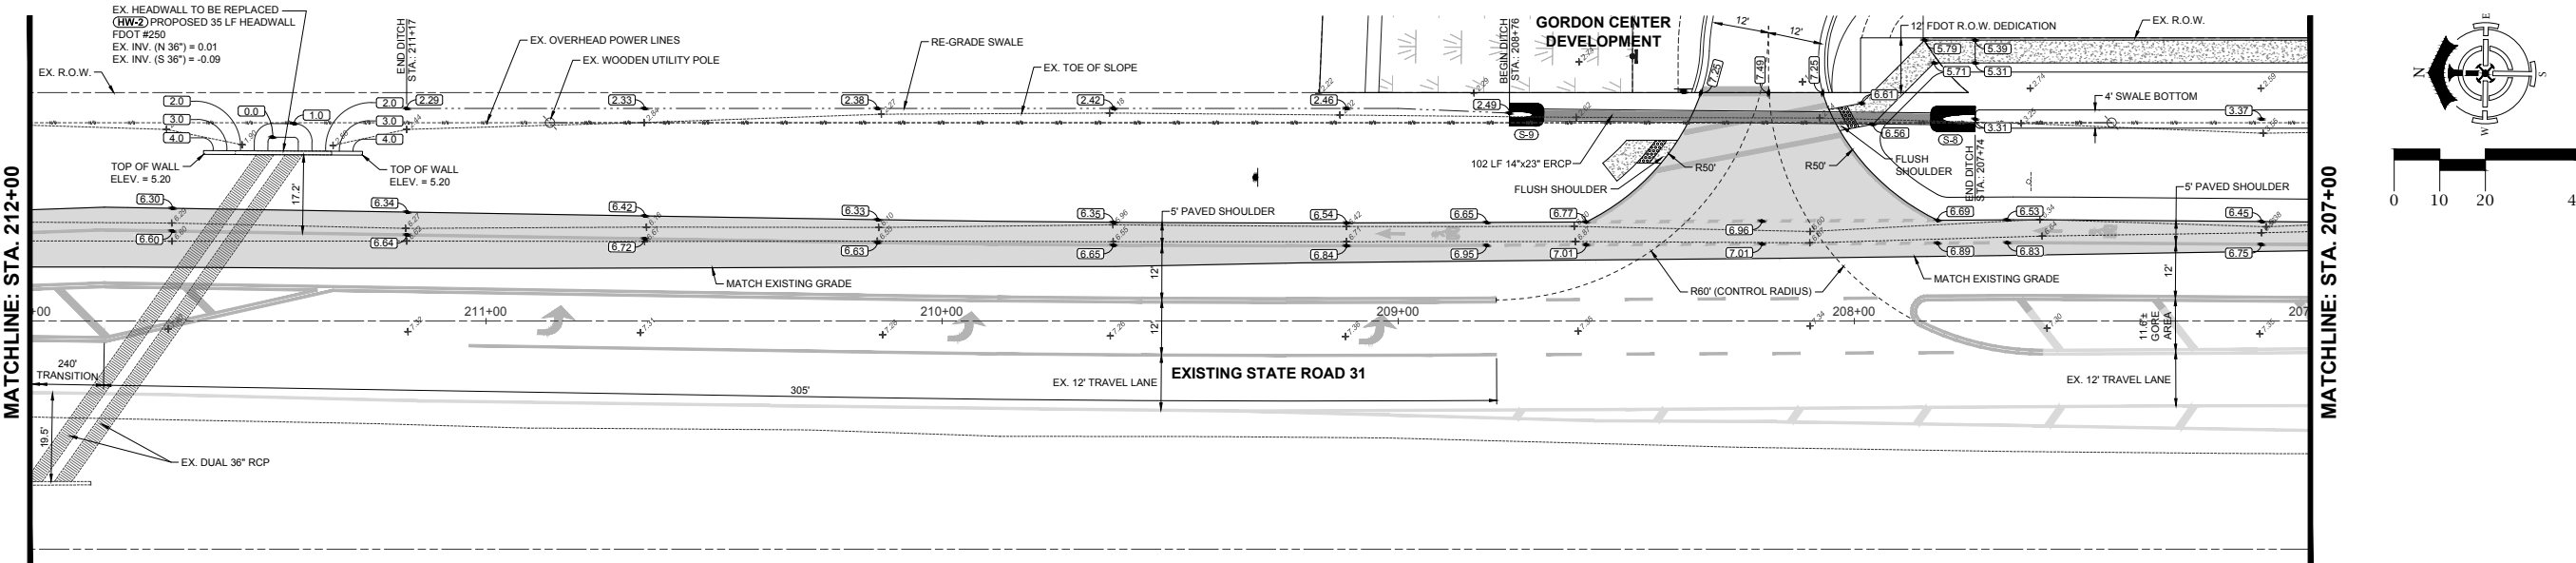 EX. HEADWALL TO BE REPLACED
HW-2 PROPOSED 35 LF HEADWALL
FDOT #250
EX. INV. (N 36") = 0.01
EX. INV. (S 36") = -0.09
EX. R.O.W.
END DITCH
STA.: 211+17
EX. OVERHEAD POWER LINES
EX. WOODEN UTILITY POLE
RE-GRADE SWALE
EX. TOE OF SLOPE
BEGIN DITCH
STA.: 208+76
GORDON CENTER
DEVELOPMENT
12'
12'
12' FDOT R.O.W. DEDICATION
EX. R.O.W.
5.79
5.39
5.71
5.31
7.25
7.49
7.25
6.61
6.56
4' SWALE BOTTOM
3.37
3.31
2.0
0.0
1.0
2.0
2.29
3.0
3.0
4.0
4.0
2.33
2.38
2.42
2.46
2.49
S-9
S-8
TOP OF WALL
ELEV. = 5.20
TOP OF WALL
ELEV. = 5.20
17.2'
102 LF 14"x23" ERCP
FLUSH SHOULDER
R50'
R50'
FLUSH
SHOULDER
END DITCH
STA.: 207+74
5' PAVED SHOULDER
5' PAVED SHOULDER
6.30
6.34
6.42
6.33
6.35
6.54
6.65
6.77
6.69
6.53
6.45
6.60
6.64
6.72
6.63
6.65
6.84
6.95
7.01
6.96
7.01
6.89
6.83
6.75
MATCH EXISTING GRADE
MATCH EXISTING GRADE
R60' (CONTROL RADIUS)
12'
12'
12'
11.6'±
GORE
AREA
+00
211+00
210+00
209+00
208+00
207
240'
TRANSITION
305'
19.5'
EX. 12' TRAVEL LANE
EXISTING STATE ROAD 31
EX. 12' TRAVEL LANE
EX. DUAL 36" RCP
MATCHLINE: STA. 212+00
MATCHLINE: STA. 207+00
N
E
S
W
0 10 20 4